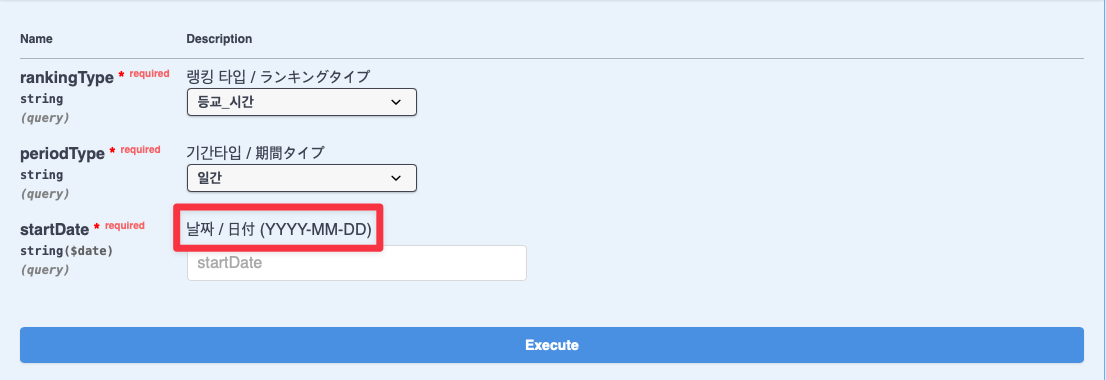 Name Description
rankingType * required 랭킹 타입 / ランキングタイプ
string 등교_시간
(query)
periodType * required 기간타입 / 期間タイプ
string 일간
(query)
startDate * required 날짜 / 日付 (YYYY-MM-DD)
string($date)
(query) startDate
Execute